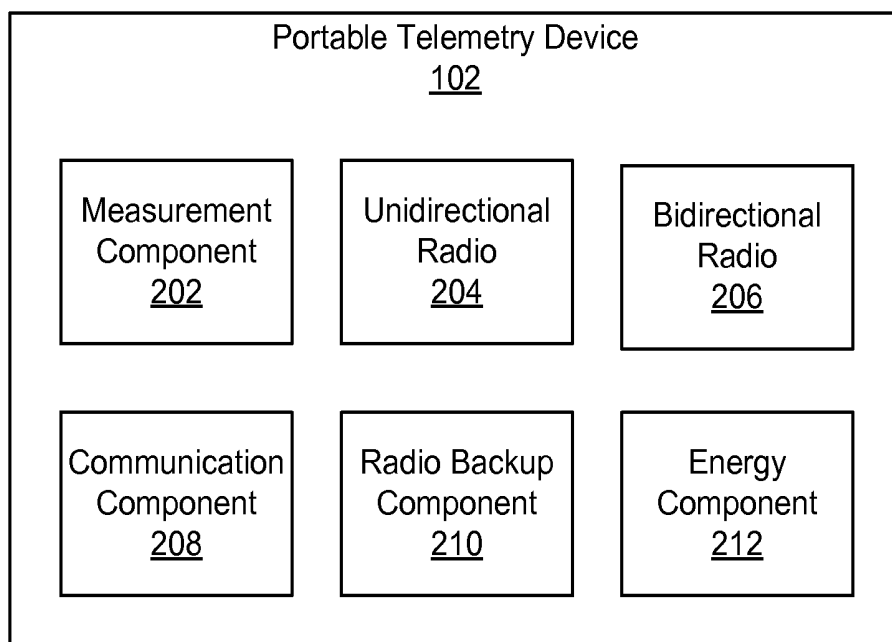 Portable Telemetry Device
102
Measurement
Component
202
Unidirectional
Radio
204
Bidirectional
Radio
206
Communication
Component
208
Radio Backup
Component
210
Energy
Component
212